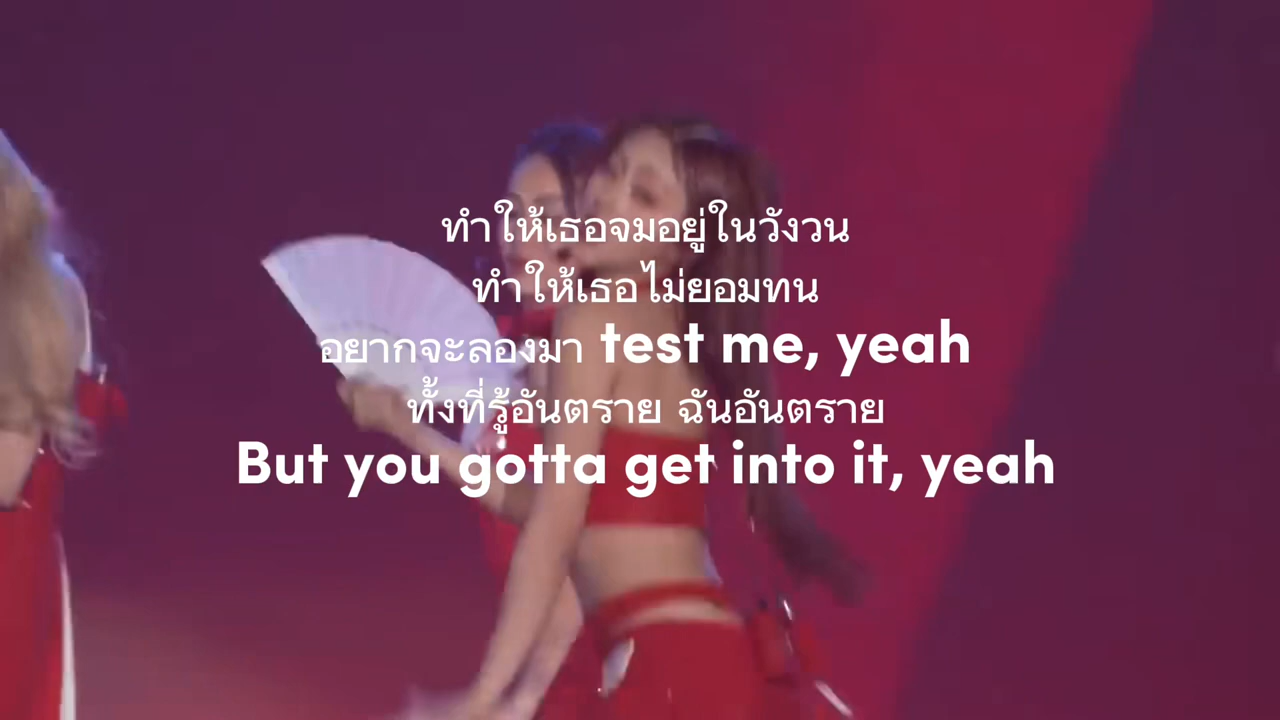 ทำให้เธอจมอยู่ในวังวน
ทำให้เธอไม่ยอมทน
อยากจะลองมา test me, yeah
ทั้งที่รู้อันตราย ฉันอันตราย
But you gotta get into it, yeah